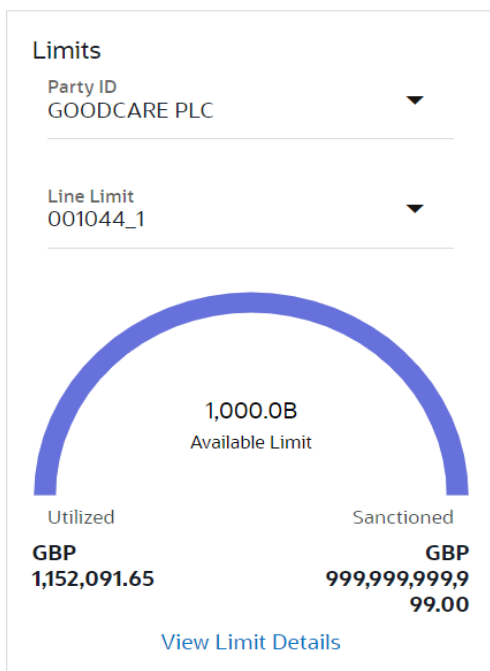 Limits
Party ID
GOODCARE PLC
Line Limit
001044_1
1,000.0B
Available Limit
Utilized
Sanctioned
GBP
1,152,091.65
GBP
999,999,999,9
99.00
View Limit Details